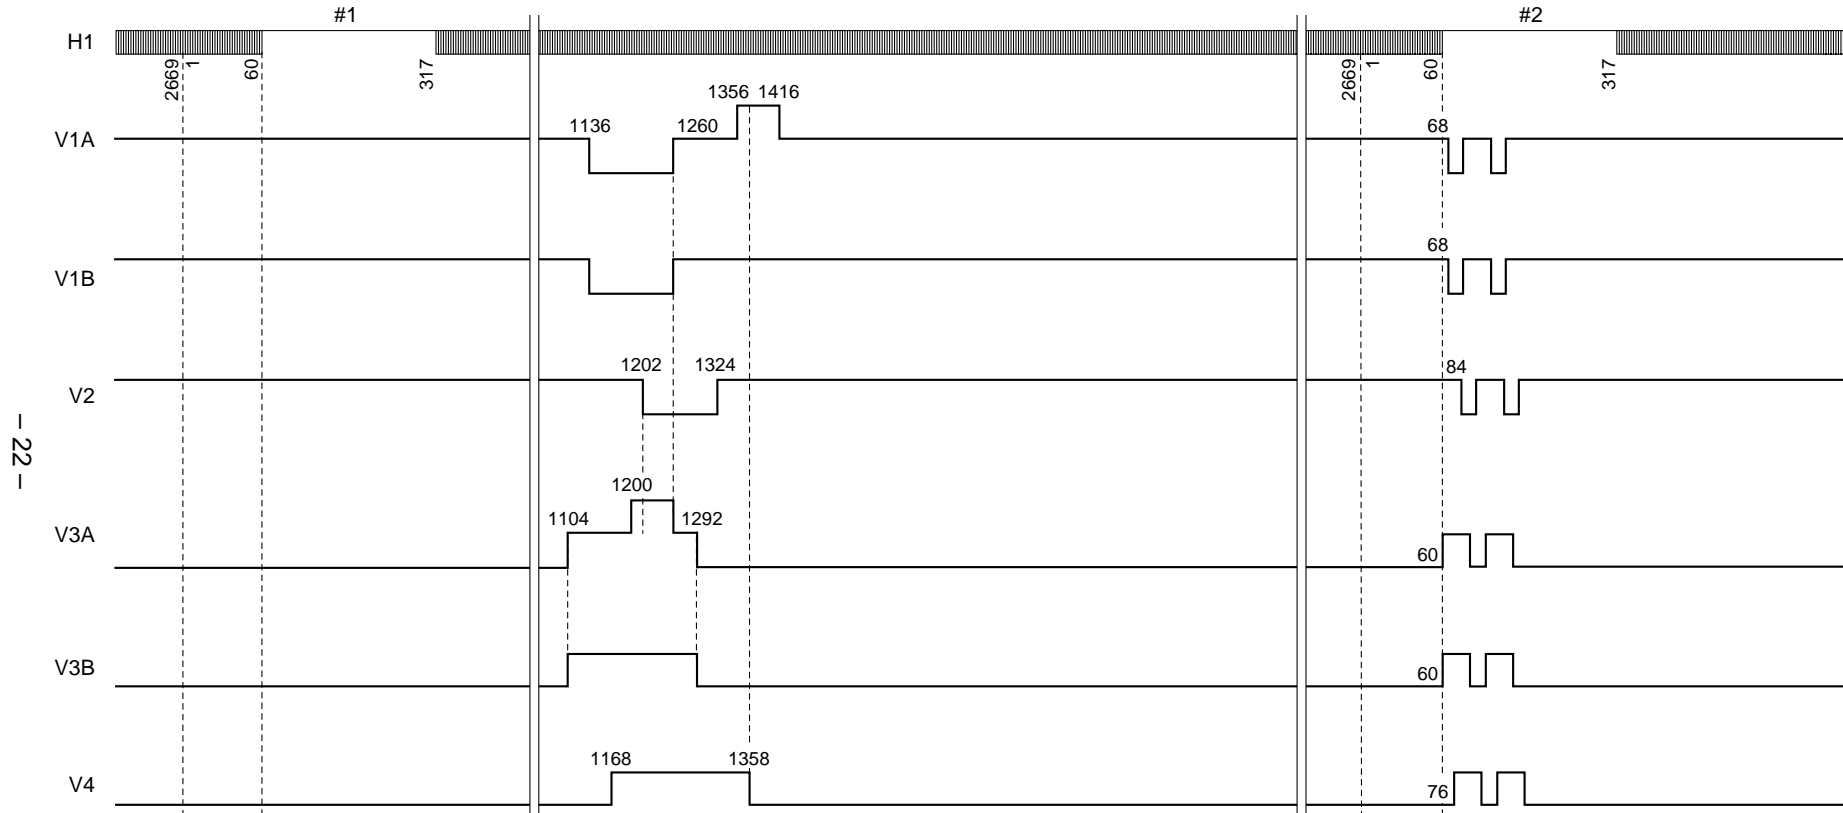 #1 #2
H1
2669 1 60 317 2669 1 60 317
1356 1416
1136 1260 68
V1A
68
V1B
1202 1324 84
V2
– 22 –
1200
1104 1292
V3A 60
V3B 60
1168 1358
V4 76